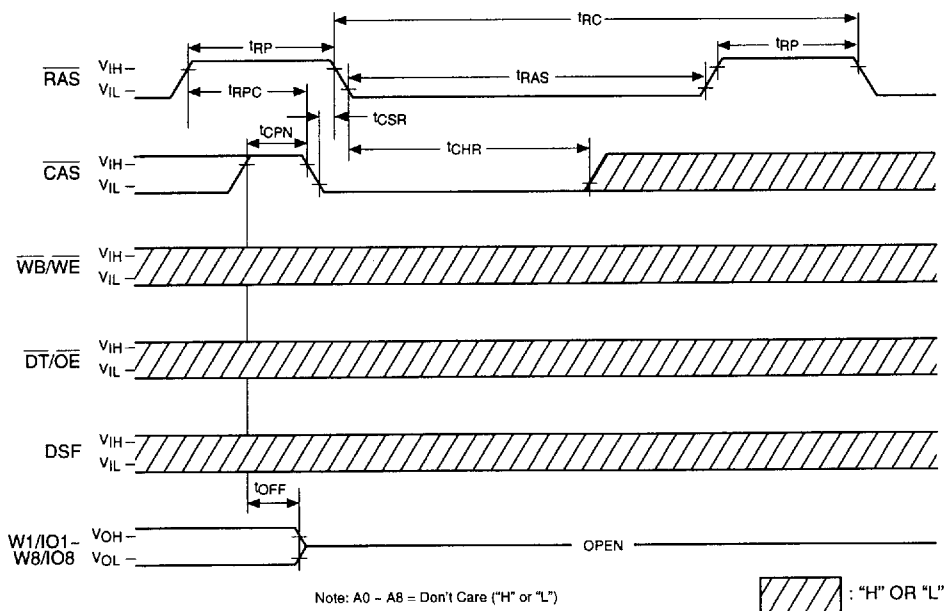 tRC
tRP
tRP
RAS
VIH
VIL
tRAS
tRPC
tCSR
tCPN
tCHR
CAS
VIH
VIL
WB/WE
VIH
VIL
DT/OE
VIH
VIL
DSF
VIH
VIL
tOFF
W1/IO1~
W8/IO8
VOH
VOL
OPEN
Note: A0 ~ A8 = Don't Care ("H" or "L")
: "H" OR "L"